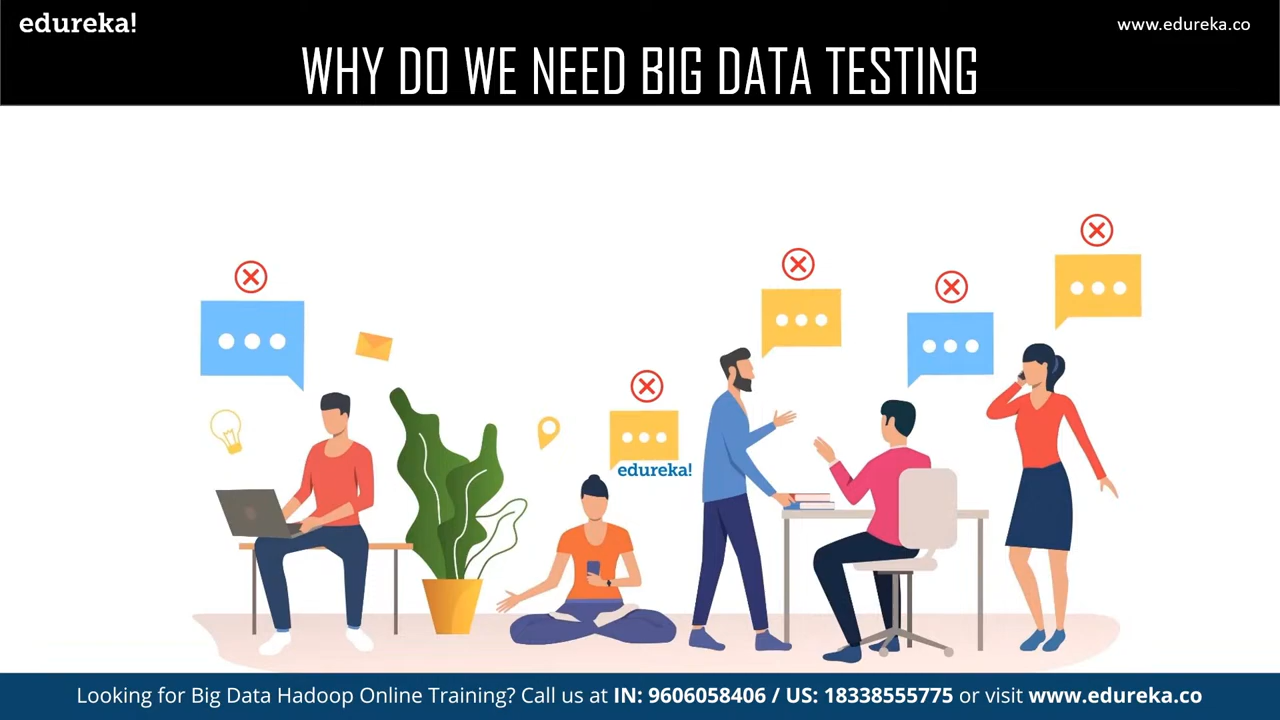 edureka!
www.edureka.co
WHY DO WE NEED BIG DATA TESTING
edureka!
Looking for Big Data Hadoop Online Training? Call us at IN: 9606058406 / US: 18338555775 or visit www.edureka.co